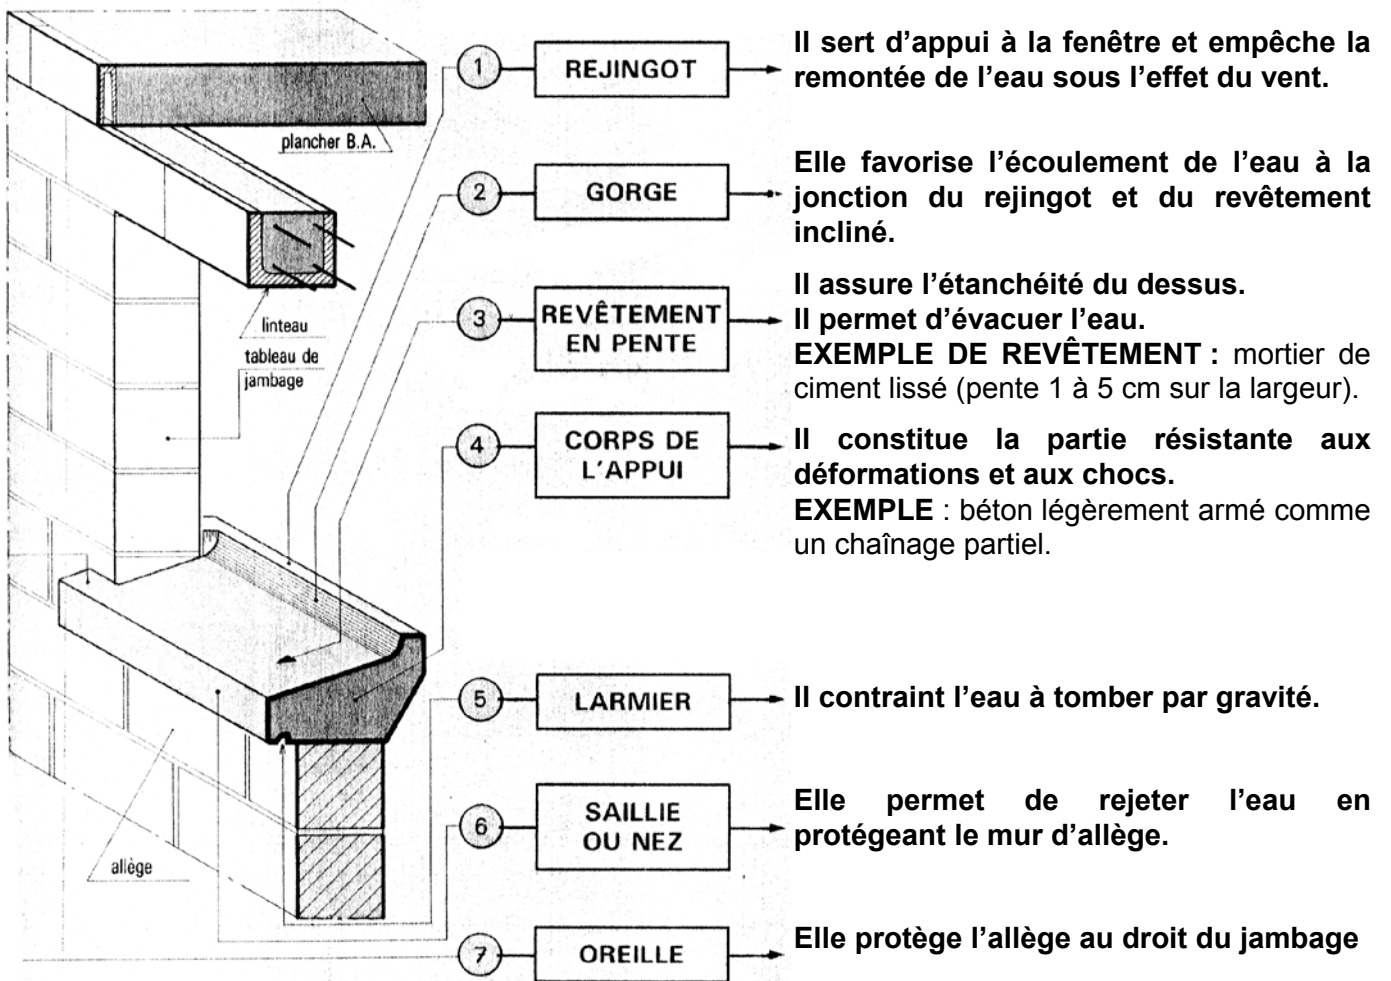 1
REJINGOT
Il sert d’appui à la fenêtre et empêche la
remontée de l’eau sous l’effet du vent.
plancher B.A.
2
GORGE
Elle favorise l’écoulement de l’eau à la
jonction du rejingot et du revêtement
incliné.
linteau
tableau de
jambage
3
REVÊTEMENT
EN PENTE
Il assure l’étanchéité du dessus.
Il permet d’évacuer l’eau.
EXEMPLE DE REVÊTEMENT : mortier de
ciment lissé (pente 1 à 5 cm sur la largeur).
4
CORPS DE
L’APPUI
Il constitue la partie résistante aux
déformations et aux chocs.
EXEMPLE : béton légèrement armé comme
un chaînage partiel.
5
LARMIER
Il contraint l’eau à tomber par gravité.
6
SAILLIE
OU NEZ
Elle permet de rejeter l’eau en
protégeant le mur d’allège.
allège
7
OREILLE
Elle protège l’allège au droit du jambage